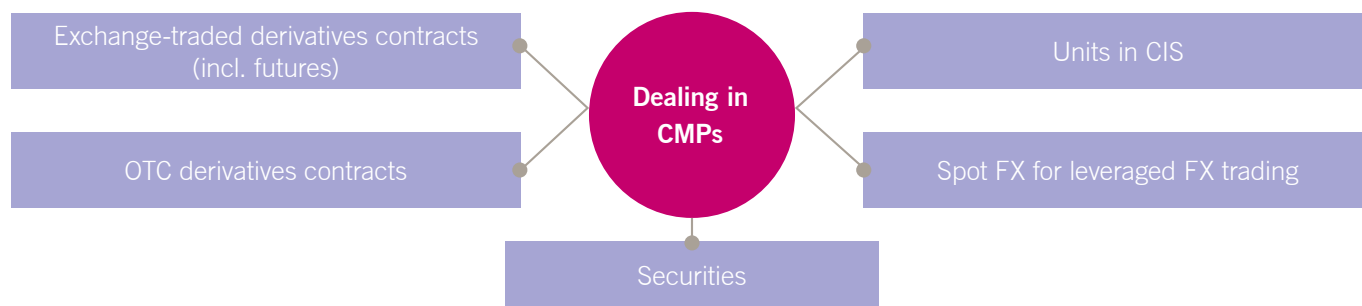 Exchange-traded derivatives contracts
(incl. futures)
OTC derivatives contracts
Dealing in
CMPs
Units in CIS
Spot FX for leveraged FX trading
Securities